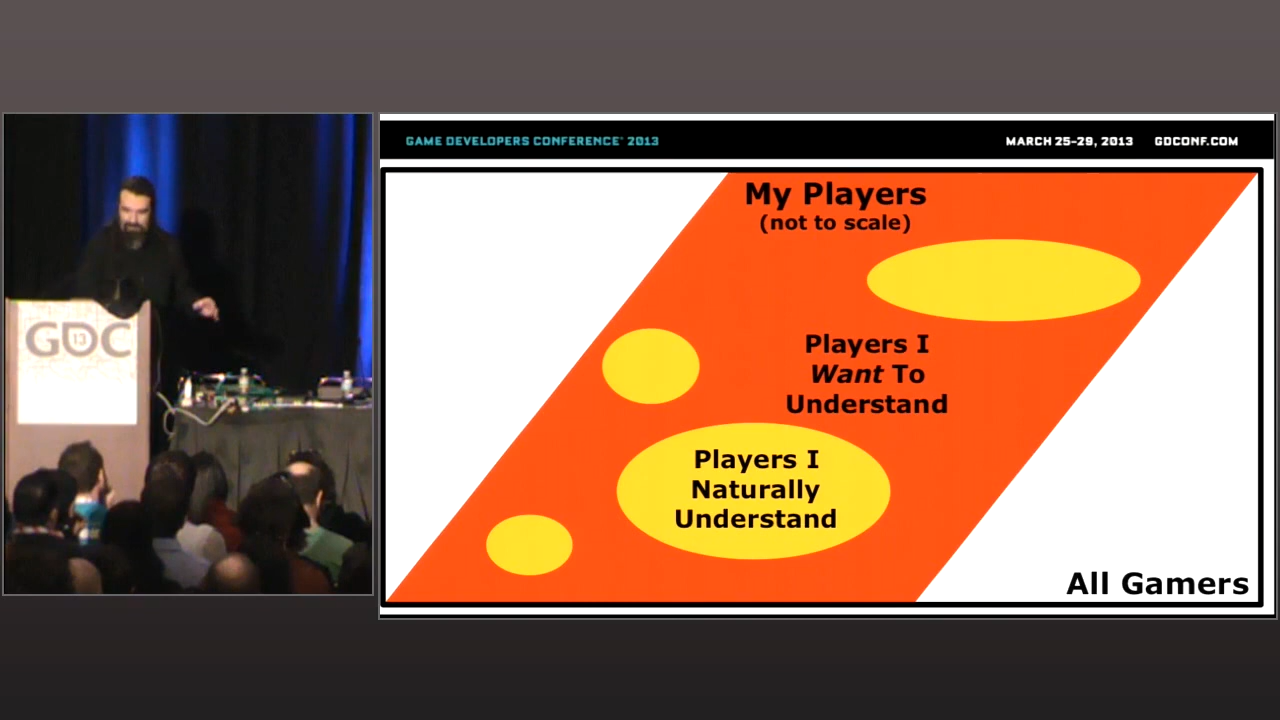 GAME DEVELOPERS CONFERENCE® 2013
MARCH 25-29, 2013 GDCONF.COM
My Players
(not to scale)
Players I
Want To
Understand
Players I
Naturally
Understand
All Gamers
GDC
13